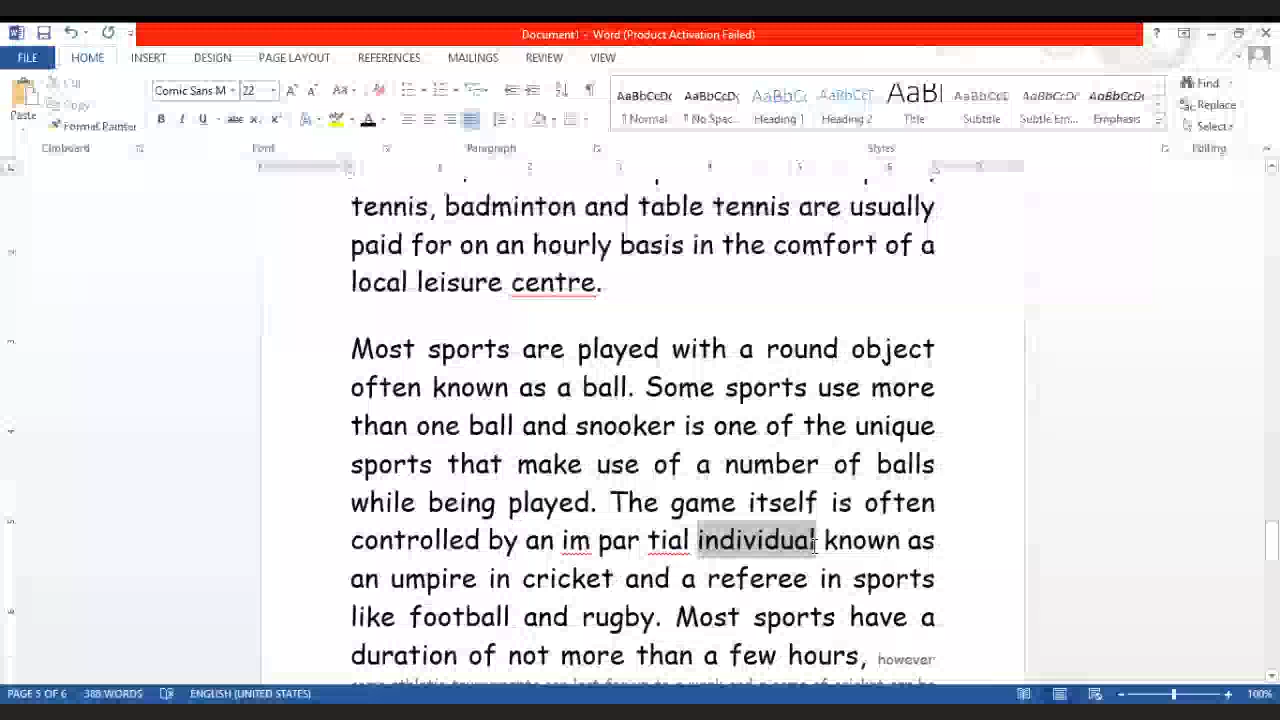 Document1 - Word (Product Activation Failed)
FILE HOME INSERT DESIGN PAGE LAYOUT REFERENCES MAILINGS REVIEW VIEW
Cut
Copy
Paste
Format Painter
Comic Sans M 22
AaBbCcDc AaBbCcDc AaBbCc AaBbCcD AaBl AaBbCcD AaBbCcDc AaBbCcDc
¶ Normal ¶ No Spac... Heading Heading 2 Title Subtitle Subtle Em... Emphasis
Find
Replace
Select
Clipboard Font Paragraph Styles Editing
tennis, badminton and table tennis are usually
paid for on an hourly basis in the comfort of a
local leisure centre.
Most sports are played with a round object
often known as a ball. Some sports use more
than one ball and snooker is one of the unique
sports that make use of a number of balls
while being played. The game itself is often
controlled by an im par tial individual known as
an umpire in cricket and a referee in sports
like football and rugby. Most sports have a
duration of not more than a few hours, however
PAGE 5 OF 6 388 WORDS ENGLISH (UNITED STATES) 100%